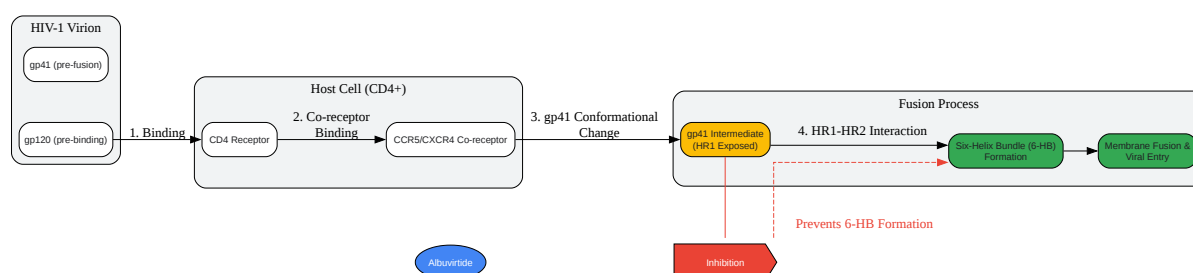 HIV-1 Virion
gp41 (pre-fusion)
gp120 (pre-binding)
1. Binding
Host Cell (CD4+)
CD4 Receptor
2. Co-receptor
Binding
CCR5/CXCR4 Co-receptor
3. gp41 Conformational
Change
Fusion Process
gp41 Intermediate
(HR1 Exposed)
4. HR1-HR2 Interaction
Six-Helix Bundle (6-HB)
Formation
Membrane Fusion &
Viral Entry
Prevents 6-HB Formation
Albuvirtide
Inhibition